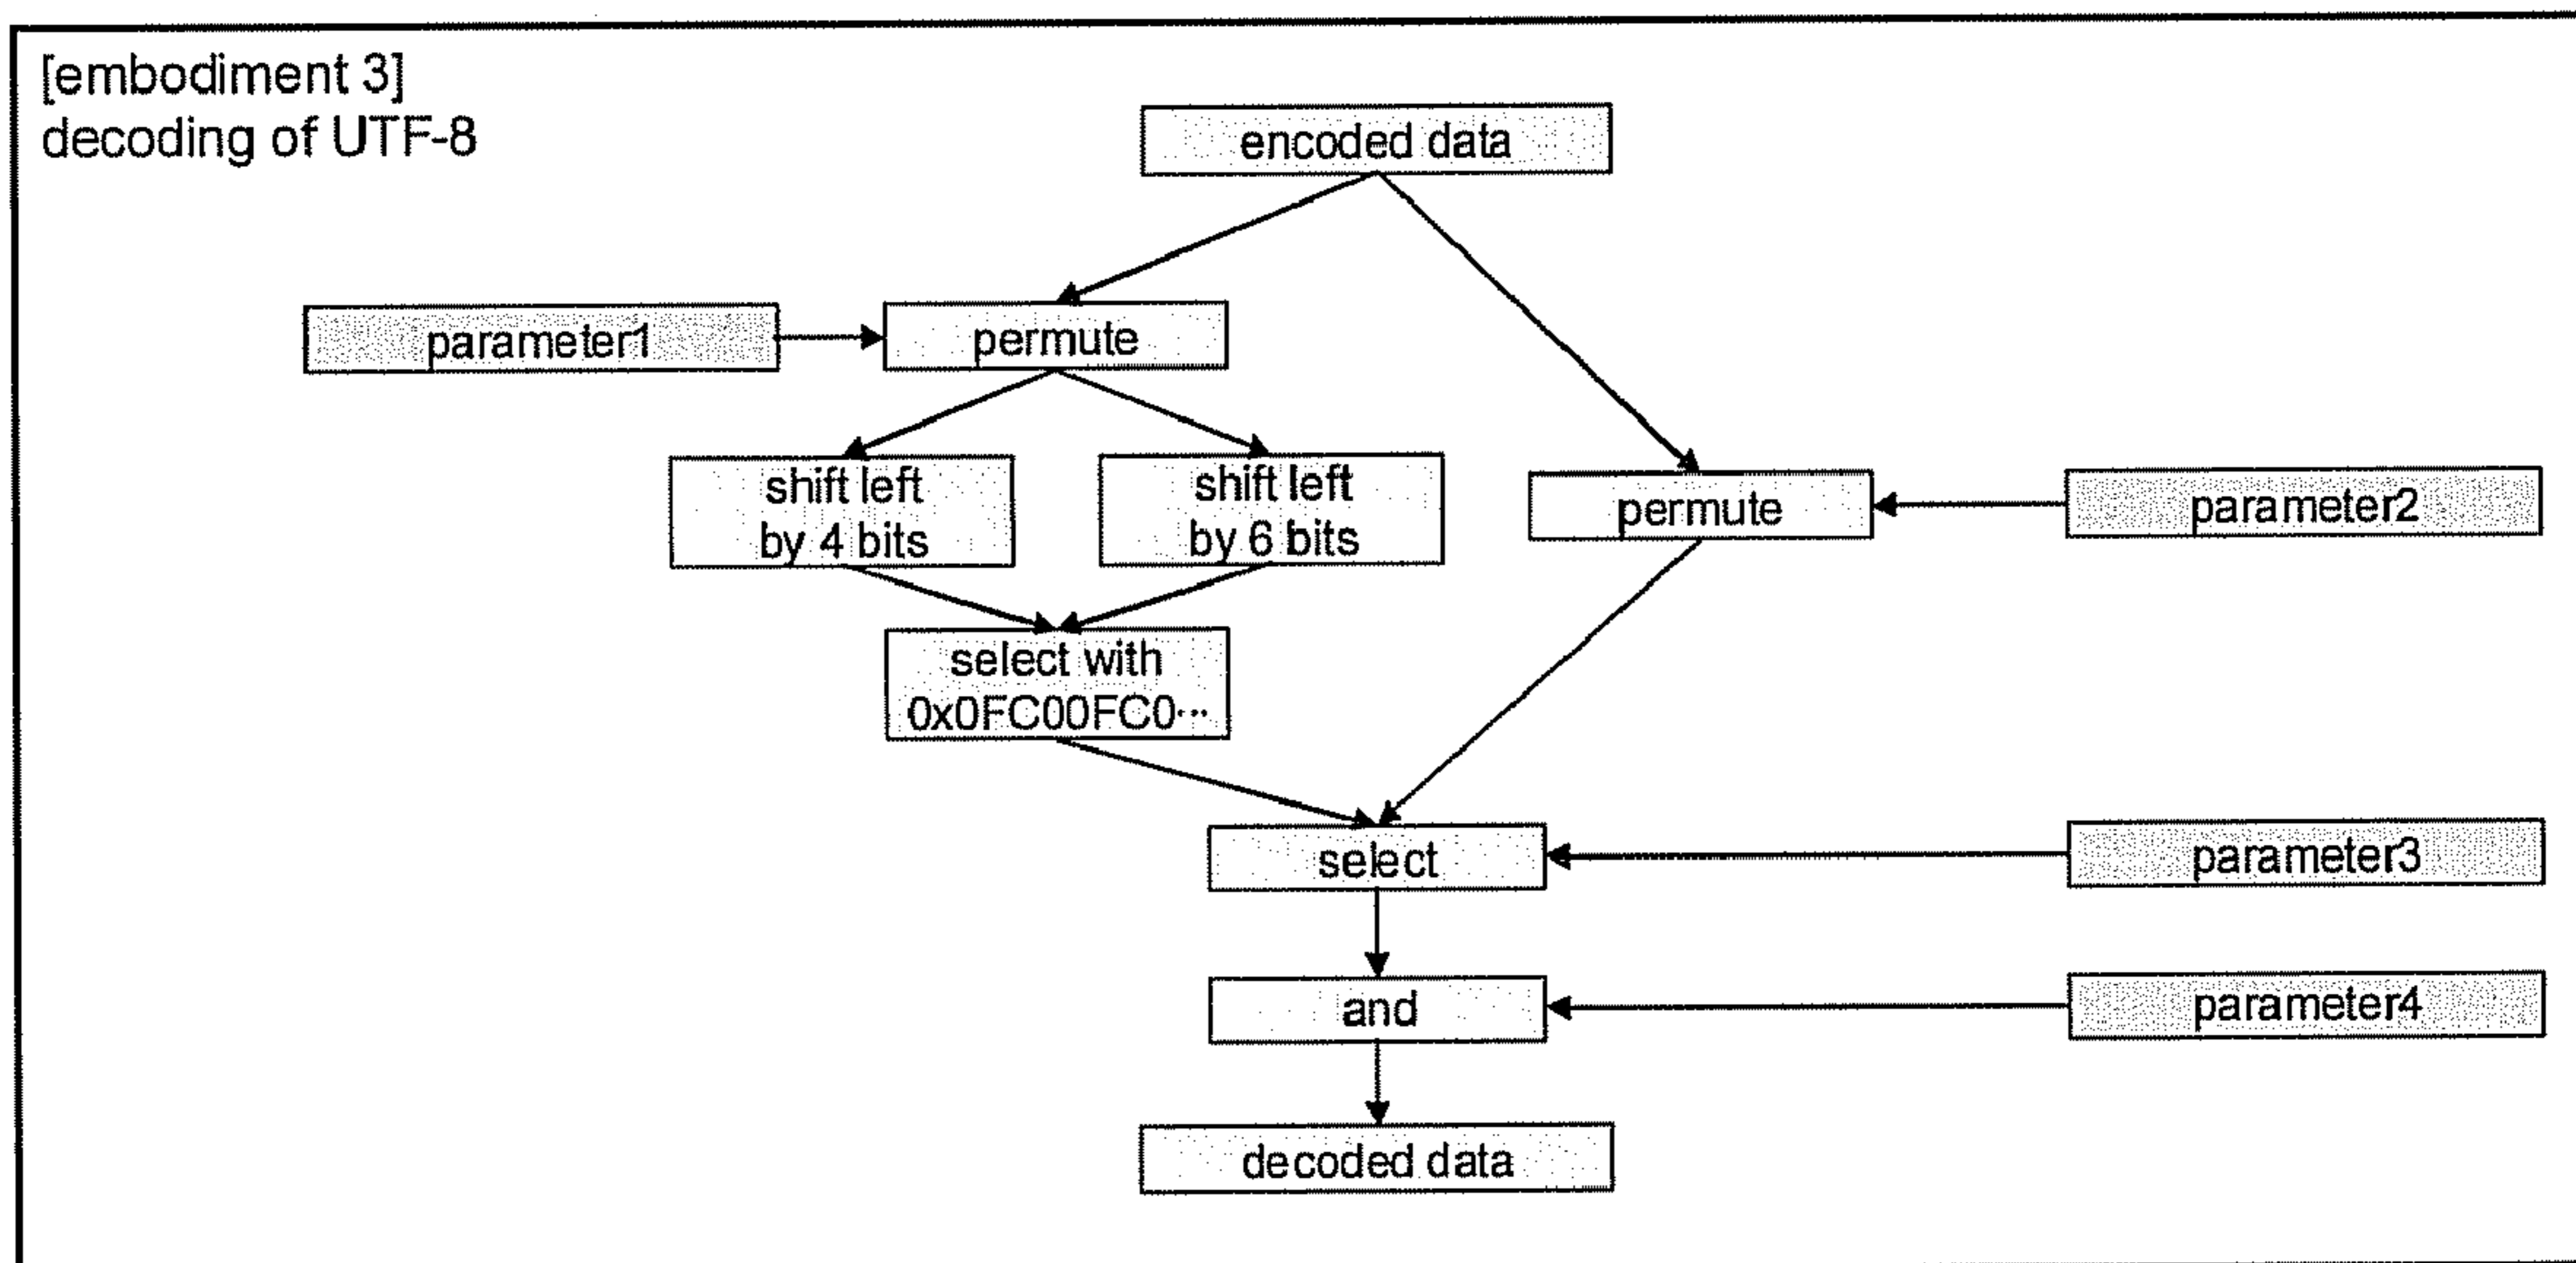 [embodiment 3]
decoding of UTF-8
encoded data
parameter1
permute
shift left
by 4 bits
shift left
by 6 bits
permute
parameter2
select with
0x0FC00FC0···
select
parameter3
and
parameter4
decoded data